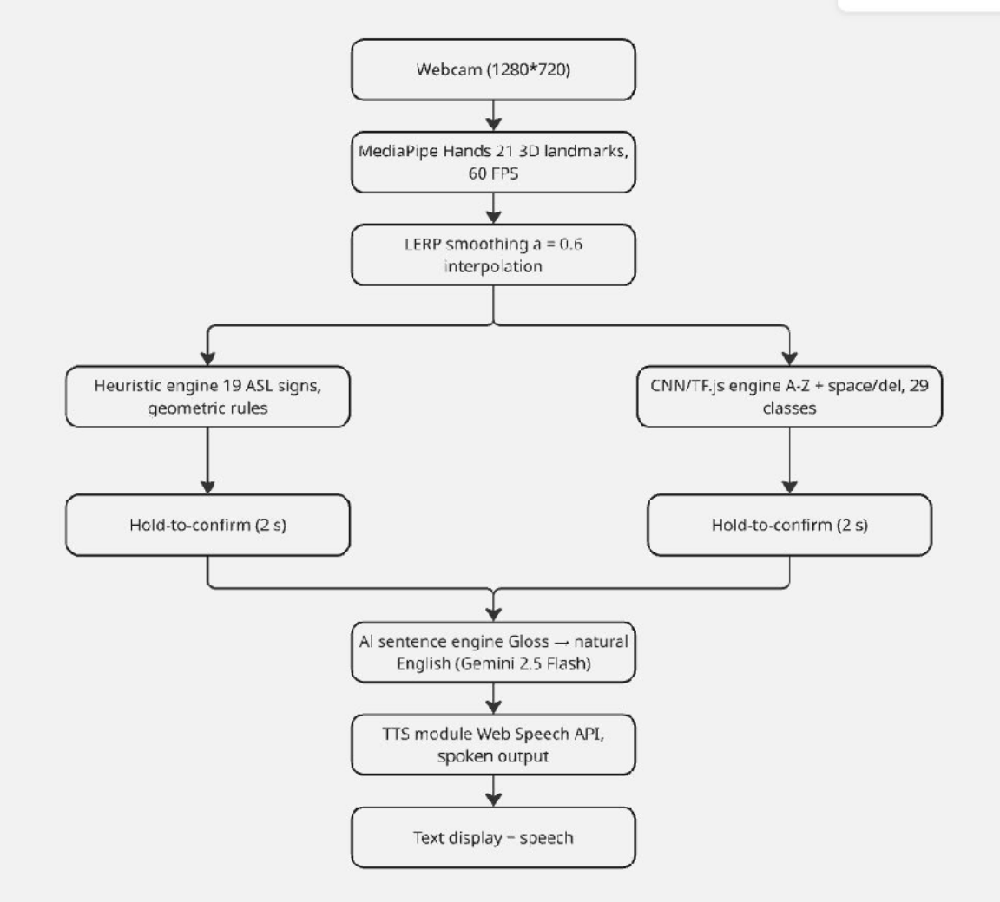 Webcam (1280*720)
MediaPipe Hands 21 3D landmarks,
60 FPS
LERP smoothing a = 0.6
interpolation
Heuristic engine 19 ASL signs,
geometric rules
CNN/TF.js engine A-Z + space/del, 29
classes
Hold-to-confirm (2 s)
Hold-to-confirm (2 s)
AI sentence engine Gloss → natural
English (Gemini 2.5 Flash)
TTS module Web Speech API,
spoken output
Text display − speech